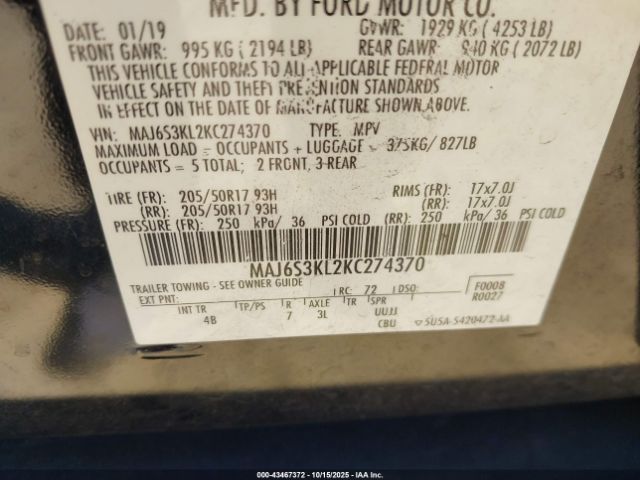 MFD. BY FORD MOTOR CO.
DATE: 01/19 GVWR: 1929 KG ( 4253 LB)
FRONT GAWR: 995 KG ( 2194 LB) REAR GAWR: 940 KG ( 2072 LB)
THIS VEHICLE CONFORMS TO ALL APPLICABLE FEDERAL MOTOR
VEHICLE SAFETY AND THEFT PREVENTION STANDARDS
IN EFFECT ON THE DATE OF MANUFACTURE SHOWN ABOVE.
VIN: MAJ6S3KL2KC274370 TYPE: MPV
MAXIMUM LOAD = OCCUPANTS + LUGGAGE = 375KG/ 827LB
OCCUPANTS = 5 TOTAL; 2 FRONT, 3-REAR
TIRE (FR): 205/50R17 93H RIMS (FR): 17x7.0J
(RR): 205/50R17 93H (RR): 17x7.0J
PRESSURE (FR): 250 kPa/ 36 PSI COLD (RR): 250 kPa/ 36 PSI COLD
MAJ6S3KL2KC274370
TRAILER TOWING - SEE OWNER GUIDE
EXT PNT: RC: 72 DSO: F0008
R0027
INT TR TP/PS R AXLE TR SPR
4B 7 3L UUJJ
CBU 5U5A-5420472-AA
000-43467372 - 10/15/2025 - IAAI.COM